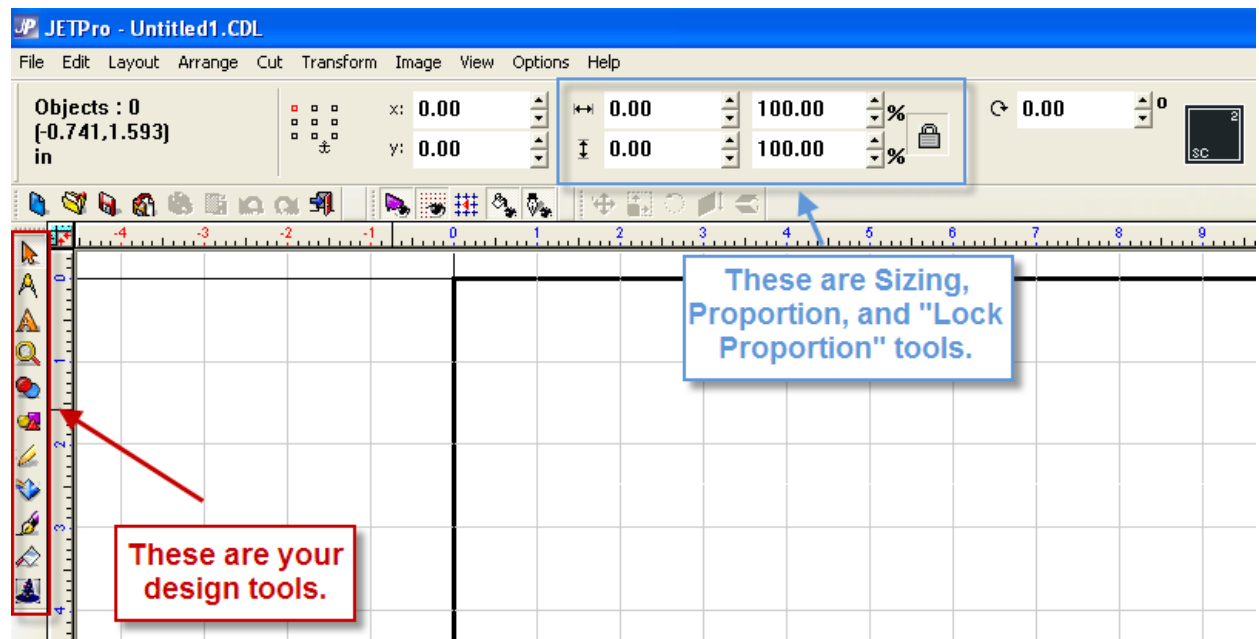 JP JETPro - Untitled1.CDL
File Edit Layout Arrange Cut Transform Image View Options Help
Objects : 0
(-0.741,1.593)
in
x: 0.00
y: 0.00
0.00 100.00 %
0.00 100.00 %
0.00 o
2
SC
-4 -3 -2 -1 0 1 2 3 4 5 6 7 8 9
0
1
2
3
4
These are Sizing,
Proportion, and "Lock
Proportion" tools.
These are your
design tools.